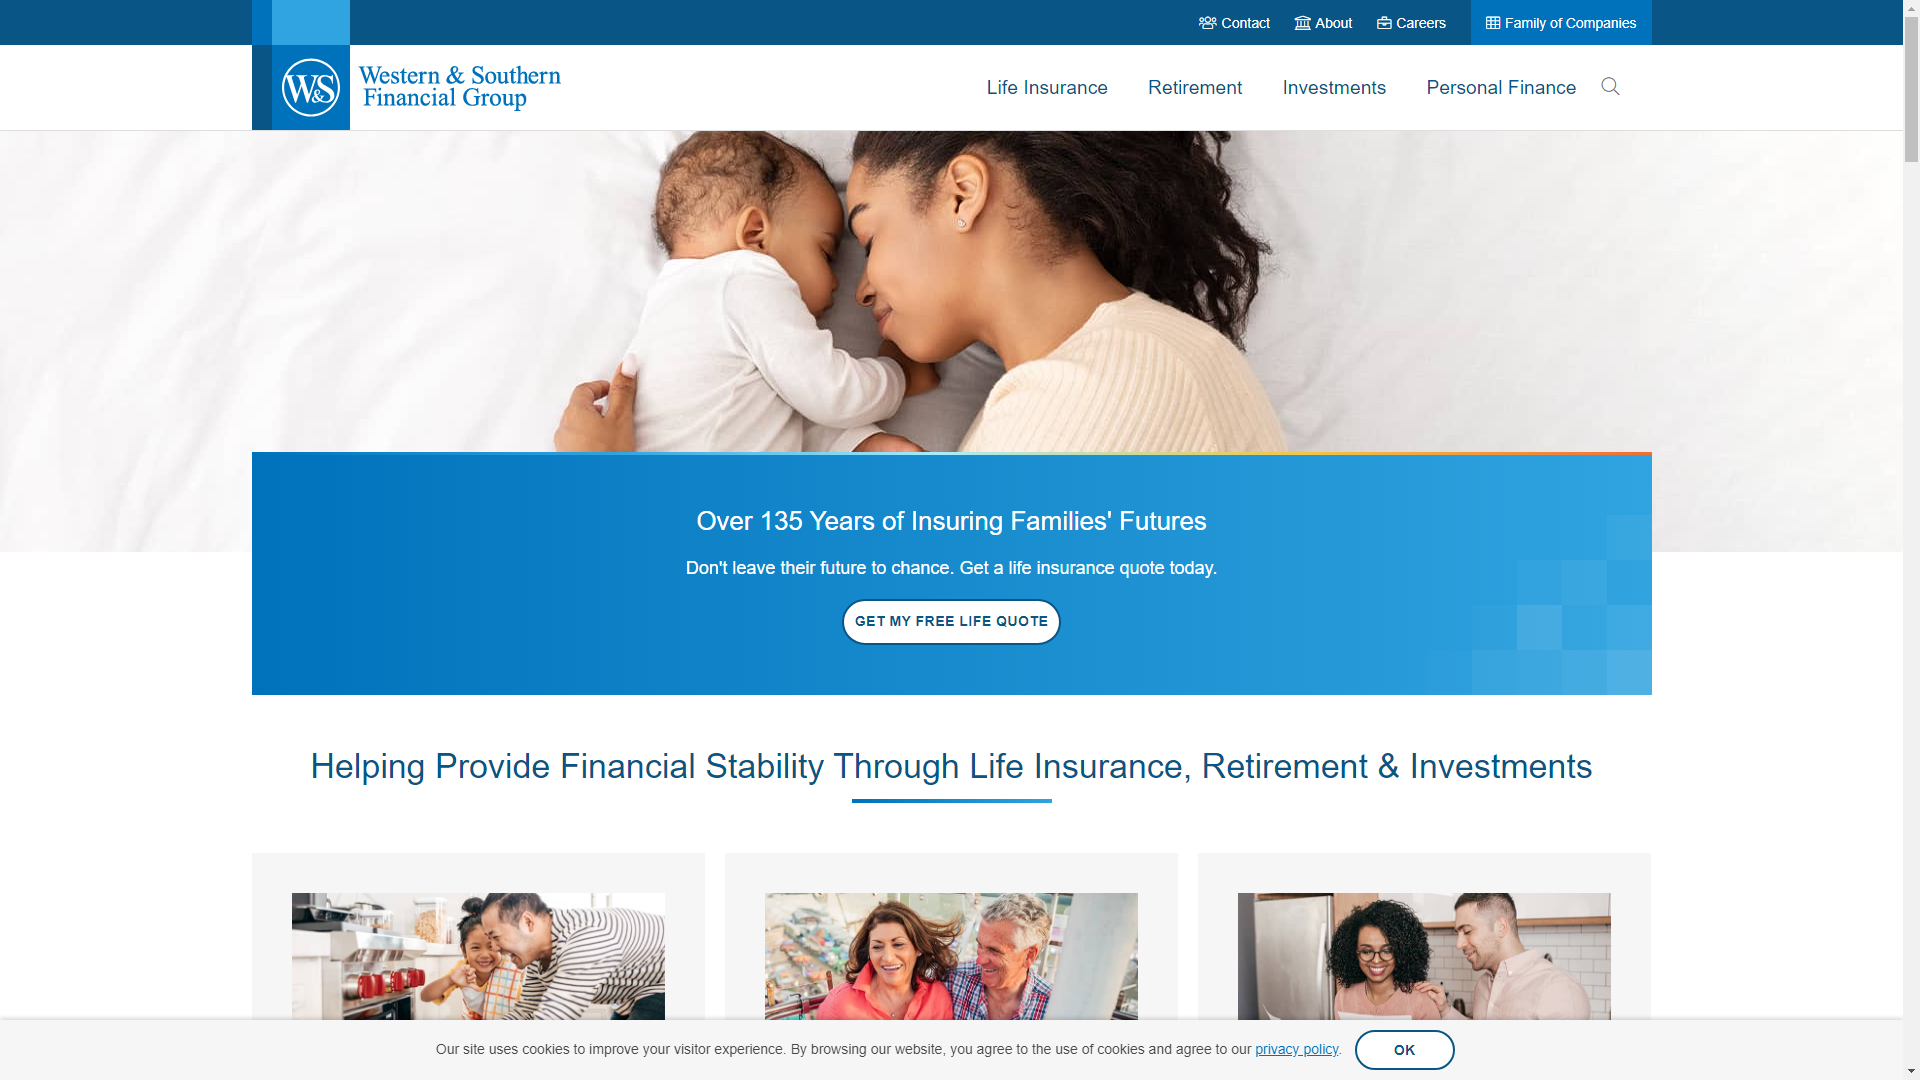 Contact
About
Careers
Family of Companies
W&S
Western & Southern
Financial Group
Life Insurance
Retirement
Investments
Personal Finance
Over 135 Years of Insuring Families' Futures
Don't leave their future to chance. Get a life insurance quote today.
GET MY FREE LIFE QUOTE
Helping Provide Financial Stability Through Life Insurance, Retirement & Investments
Our site uses cookies to improve your visitor experience. By browsing our website, you agree to the use of cookies and agree to our privacy policy.
OK